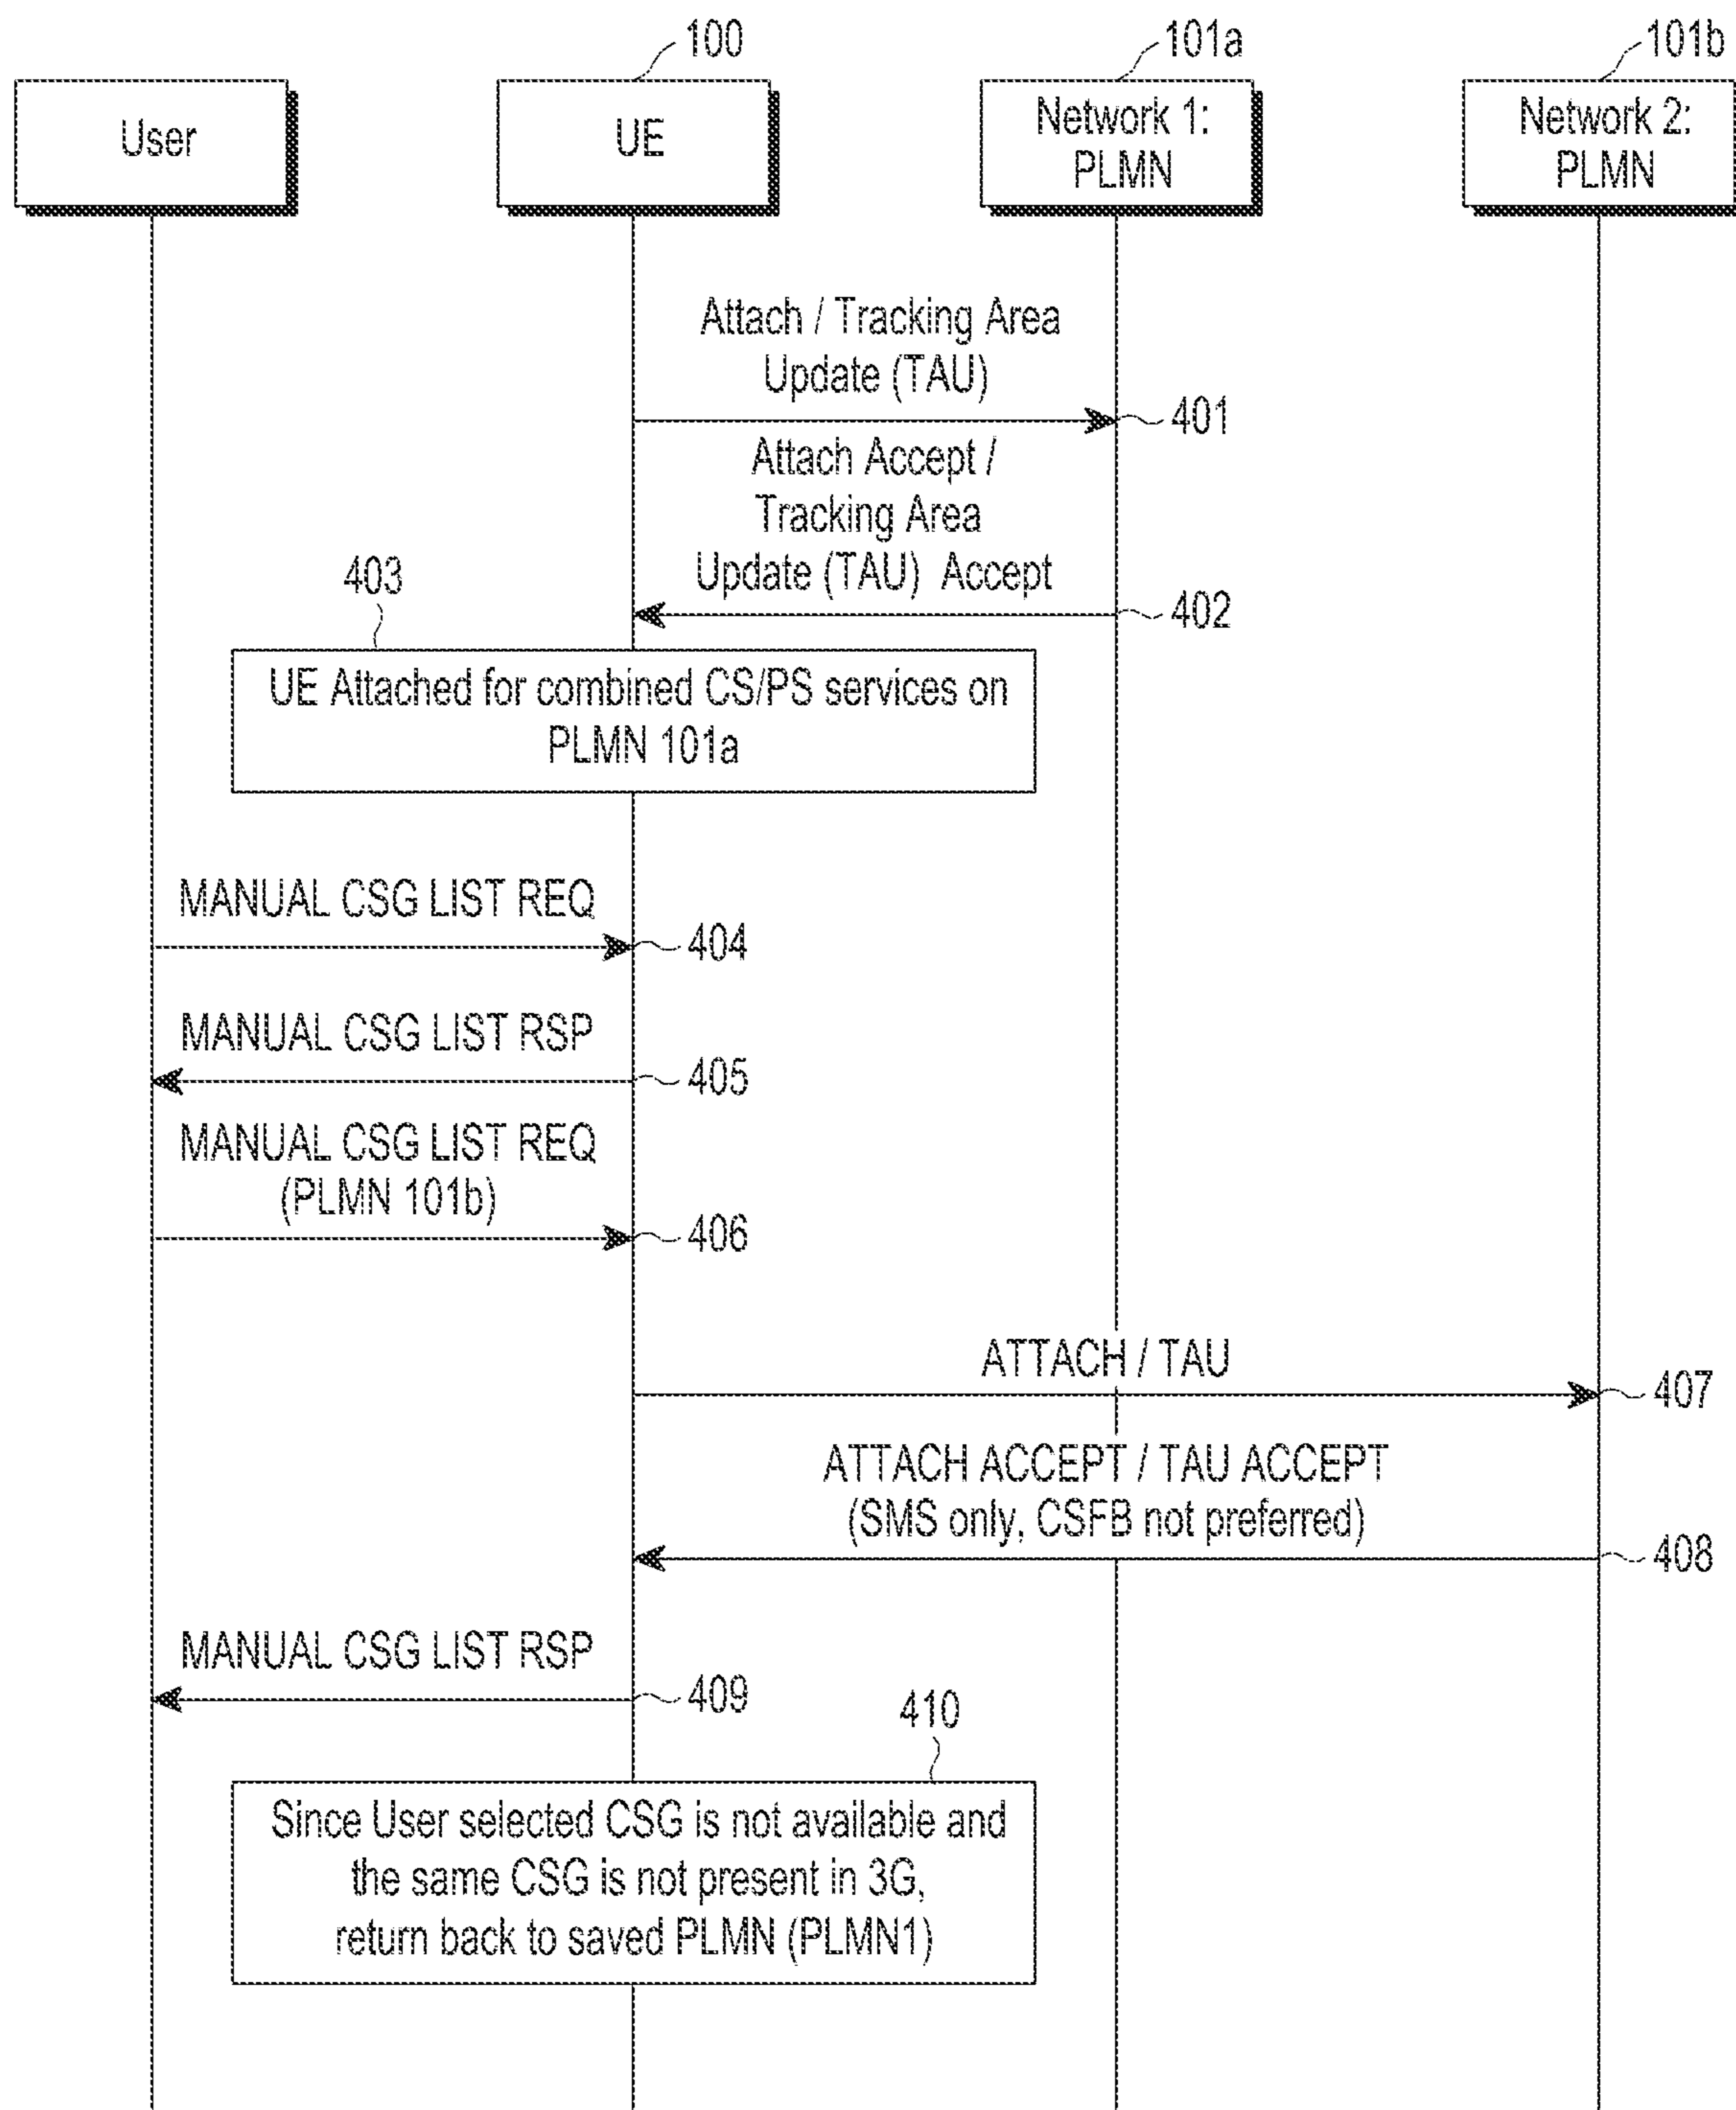 100
101a
101b
User
UE
Network 1:
PLMN
Network 2:
PLMN
Attach / Tracking Area
Update (TAU)
401
Attach Accept /
Tracking Area
Update (TAU) Accept
402
403
UE Attached for combined CS/PS services on
PLMN 101a
MANUAL CSG LIST REQ
404
MANUAL CSG LIST RSP
405
MANUAL CSG LIST REQ
(PLMN 101b)
406
ATTACH / TAU
407
ATTACH ACCEPT / TAU ACCEPT
(SMS only, CSFB not preferred)
408
MANUAL CSG LIST RSP
409
410
Since User selected CSG is not available and
the same CSG is not present in 3G,
return back to saved PLMN (PLMN1)